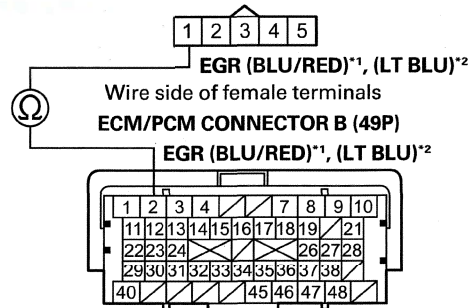 1 2 3 4 5
EGR (BLU/RED)*1, (LT BLU)*2
Wire side of female terminals
Ω
ECM/PCM CONNECTOR B (49P)
EGR (BLU/RED)*1, (LT BLU)*2
1 2 3 4 7 8 9 10
11 12 13 14 15 16 17 18 19 21
22 23 24 26 27 28
29 30 31 32 33 34 35 36 37 38
40 45 46 47 48